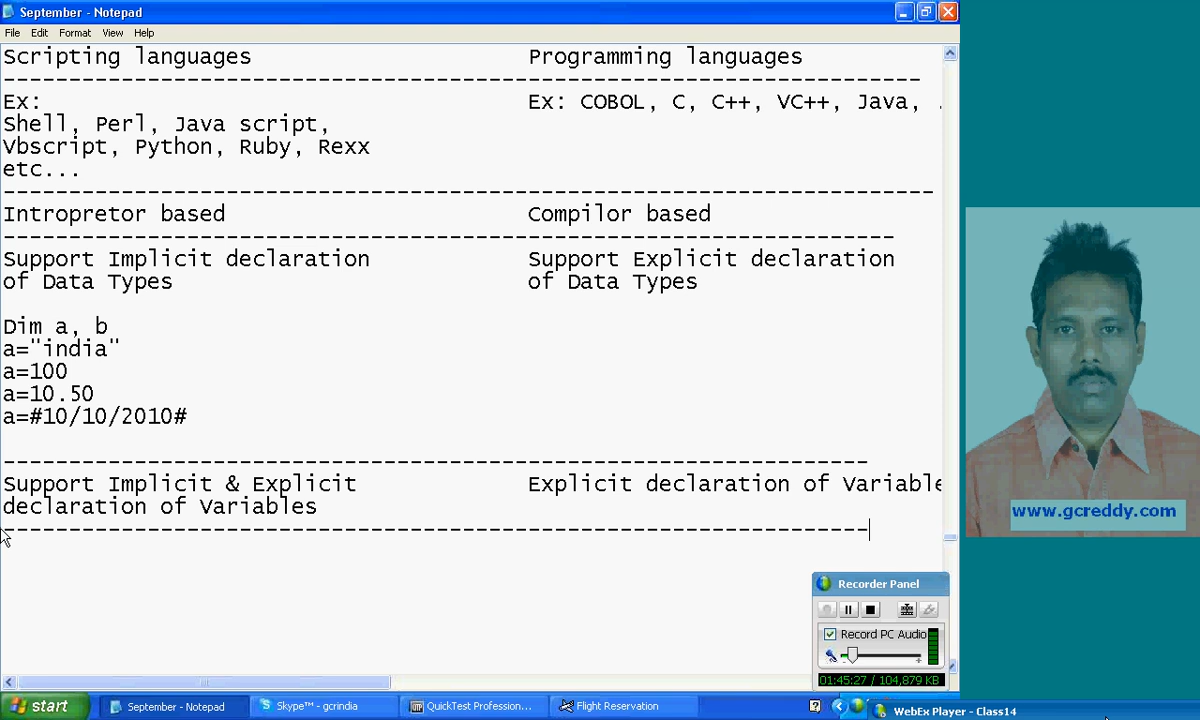 September - Notepad
File Edit Format View Help
Scripting languages Programming languages
--------------------------------------------------------------------
Ex: Ex: COBOL, C, C++, VC++, Java, .
Shell, Perl, Java script,
Vbscript, Python, Ruby, Rexx
etc...
---------------------------------------------------------------------
Intropretor based Compilor based
------------------------------------------------------------------
Support Implicit declaration Support Explicit declaration
of Data Types of Data Types
Dim a, b
a="india"
a=100
a=10.50
a=#10/10/2010#
----------------------------------------------------------------
Support Implicit & Explicit Explicit declaration of Variable
declaration of Variables
----------------------------------------------------------------
www.gcreddy.com
Recorder Panel
Record PC Audio
01:45:27 / 104,879 KB
start September - Notepad Skype™ - gcrindia QuickTest Profession... Flight Reservation WebEx Player - Class14